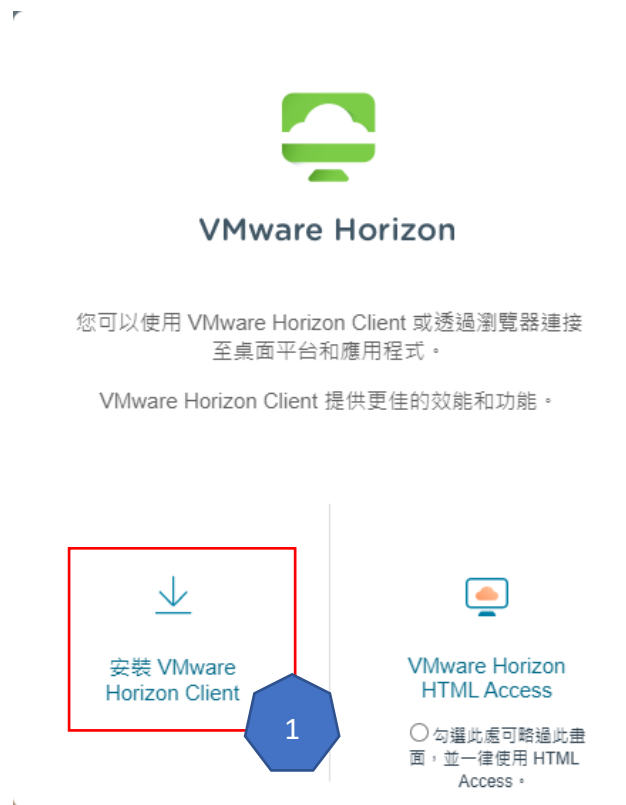 VMware Horizon
您可以使用 VMware Horizon Client 或透過瀏覽器連接
至桌面平台和應用程式。
VMware Horizon Client 提供更佳的效能和功能。
安裝 VMware
Horizon Client
1
VMware Horizon
HTML Access
勾選此處可略過此畫
面，並一律使用 HTML
Access。